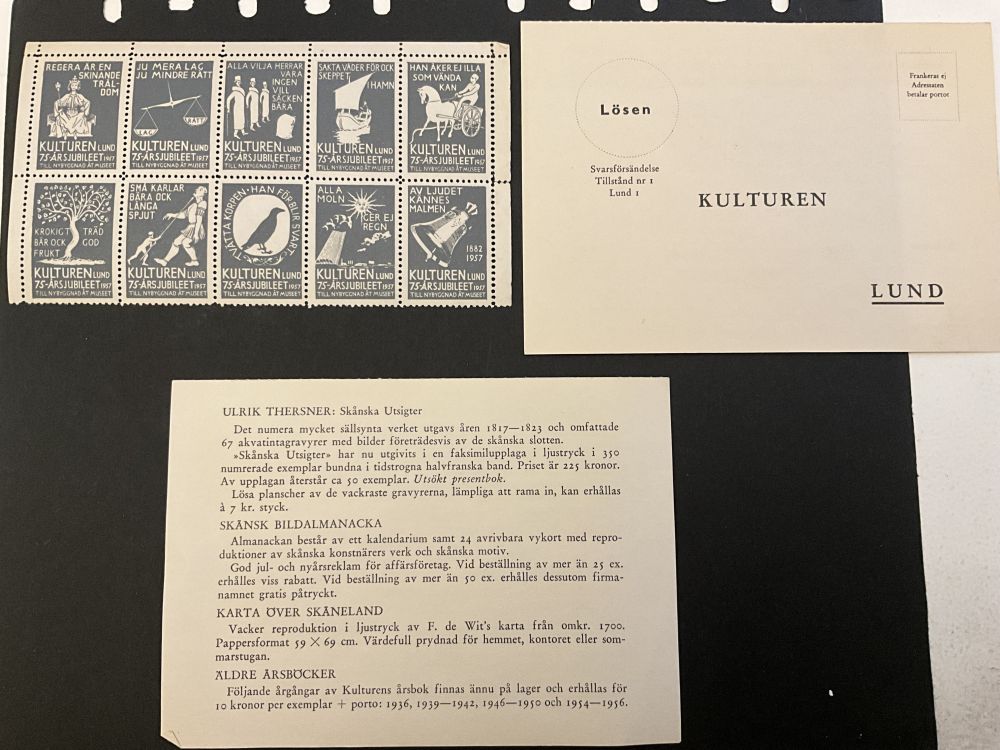 REGERA ÄR EN
SKINANDE
TRÄL-
DOM
KULTUREN LUND
75-ÅRSJUBILEET 1957
TILL NYBYGGNAD ÅT MUSEET
JU MERA LAG
JU MINDRE RÄTT
LAG
RÄTT
KULTUREN LUND
75-ÅRSJUBILEET 1957
TILL NYBYGGNAD ÅT MUSEET
ALLA VILJA HERRAR
VARA
INGEN
VILL
SÄCKEN
BÄRA
KULTUREN LUND
75-ÅRSJUBILEET 1957
TILL NYBYGGNAD ÅT MUSEET
SAKTA VÄDER FÖR OCK
SKEPPET
I HAMN
KULTUREN LUND
75-ÅRSJUBILEET 1957
TILL NYBYGGNAD ÅT MUSEET
HAN ÅKER EJ ILLA
SOM VÄNDA
KAN
KULTUREN LUND
75-ÅRSJUBILEET 1957
TILL NYBYGGNAD ÅT MUSEET
KROKIGT TRÄD
BÄR OCK GOD
FRUKT
KULTUREN LUND
75-ÅRSJUBILEET 1957
TILL NYBYGGNAD ÅT MUSEET
SMÅ KARLAR
BÄRA OCK
LÅNGA
SPJUT
KULTUREN LUND
75-ÅRSJUBILEET 1957
TILL NYBYGGNAD ÅT MUSEET
TVÄTTA KORPEN · HAN FÖRBLIR SVART ·
KULTUREN LUND
75-ÅRSJUBILEET 1957
TILL NYBYGGNAD ÅT MUSEET
ALLA
MOLN
GER EJ
REGN
KULTUREN LUND
75-ÅRSJUBILEET 1957
TILL NYBYGGNAD ÅT MUSEET
AV LJUDET
KÄNNES
MALMEN
1882
1957
KULTUREN LUND
75-ÅRSJUBILEET 1957
TILL NYBYGGNAD ÅT MUSEET
Lösen
Frankeras ej
Adressaten
betalar portot
Svarsförsändelse
Tillstånd nr 1
Lund 1
KULTUREN
LUND
ULRIK THERSNER: Skånska Utsigter
Det numera mycket sällsynta verket utgavs åren 1817—1823 och omfattade
67 akvatintagravyrer med bilder företrädesvis av de skånska slotten.
»Skånska Utsigter» har nu utgivits i en faksimilupplaga i ljustryck i 350
numrerade exemplar bundna i tidstrogna halvfranska band. Priset är 225 kronor.
Av upplagan återstår ca 50 exemplar. Utsökt presentbok.
Lösa planscher av de vackraste gravyrerna, lämpliga att rama in, kan erhållas
à 7 kr. styck.
SKÅNSK BILDALMANACKA
Almanackan består av ett kalendarium samt 24 avrivbara vykort med repro-
duktioner av skånska konstnärers verk och skånska motiv.
God jul- och nyårsreklam för affärsföretag. Vid beställning av mer än 25 ex.
erhålles viss rabatt. Vid beställning av mer än 50 ex. erhålles dessutom firma-
namnet gratis påtryckt.
KARTA ÖVER SKÅNELAND
Vacker reproduktion i ljustryck av F. de Wit's karta från omkr. 1700.
Pappersformat 59 × 69 cm. Värdefull prydnad för hemmet, kontoret eller som-
marstugan.
ÄLDRE ÅRSBÖCKER
Följande årgångar av Kulturens årsbok finnas ännu på lager och erhållas för
10 kronor per exemplar + porto: 1936, 1939—1942, 1946—1950 och 1954—1956.